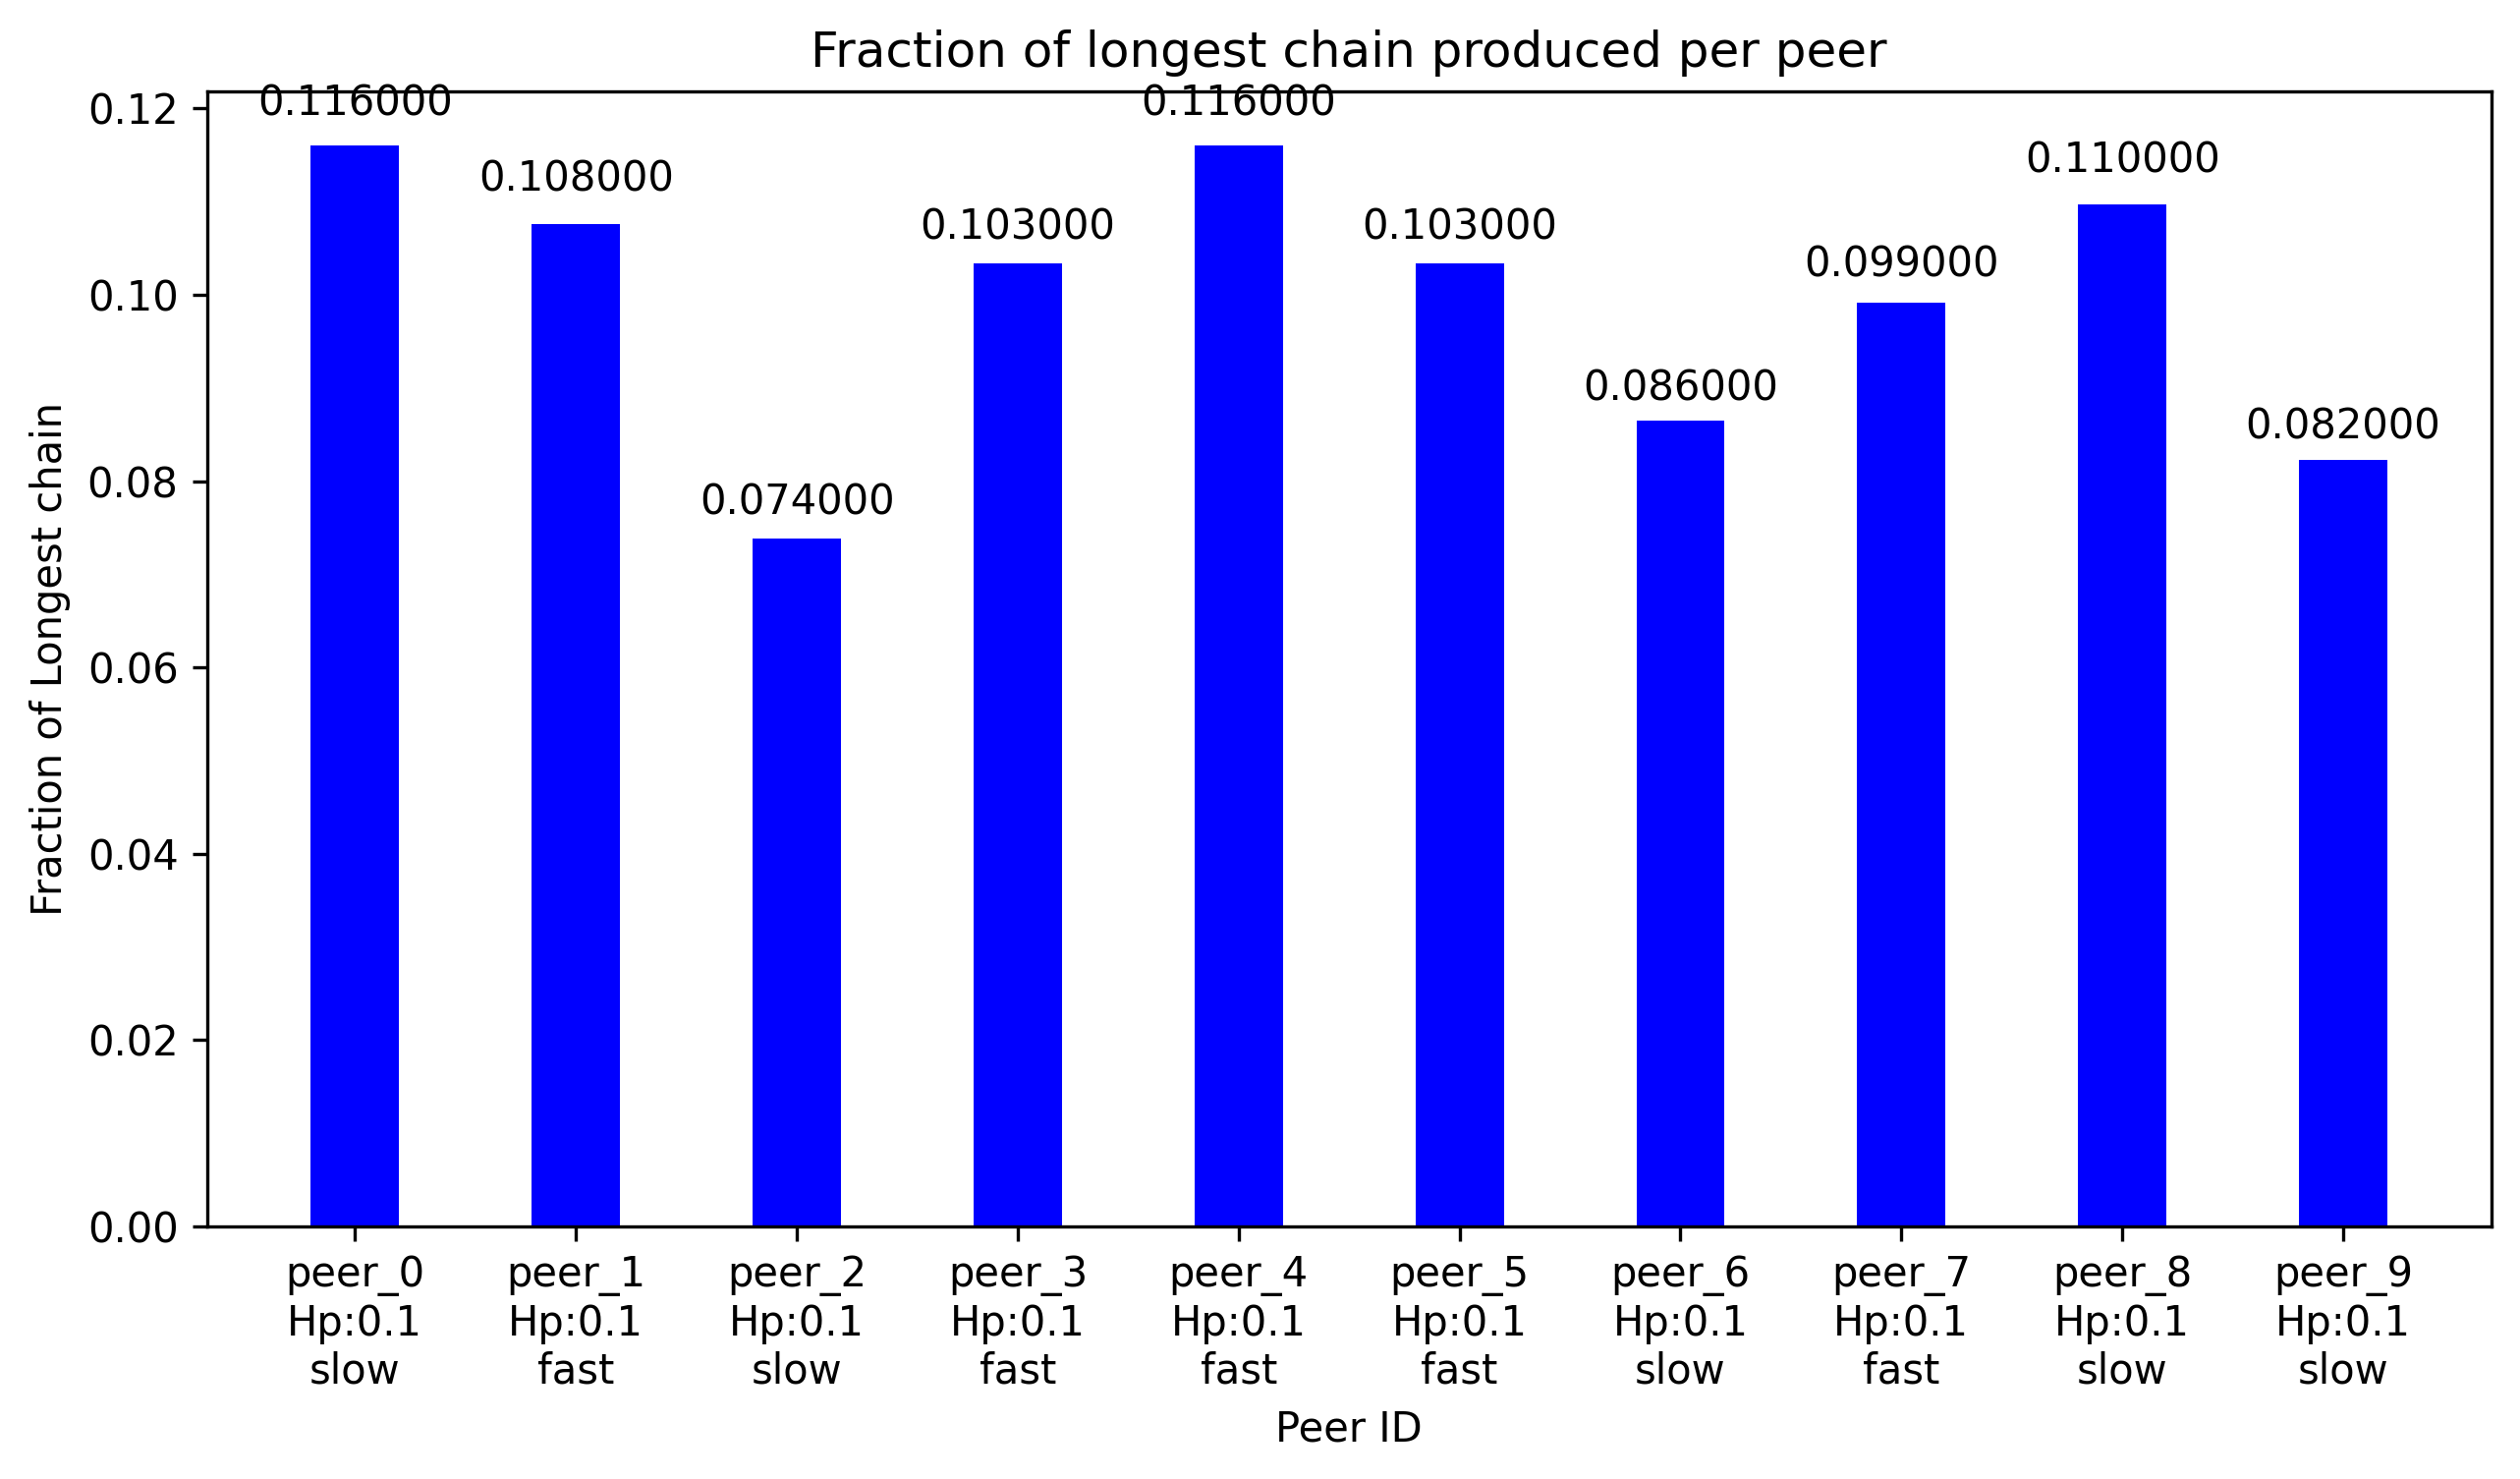 Fraction of longest chain produced per peer
Fraction of Longest chain
0.12
0.10
0.08
0.06
0.04
0.02
0.00
0.116000
0.108000
0.074000
0.103000
0.116000
0.103000
0.086000
0.099000
0.110000
0.082000
peer_0
Hp:0.1
slow
peer_1
Hp:0.1
fast
peer_2
Hp:0.1
slow
peer_3
Hp:0.1
fast
peer_4
Hp:0.1
fast
peer_5
Hp:0.1
fast
peer_6
Hp:0.1
slow
peer_7
Hp:0.1
fast
peer_8
Hp:0.1
slow
peer_9
Hp:0.1
slow
Peer ID